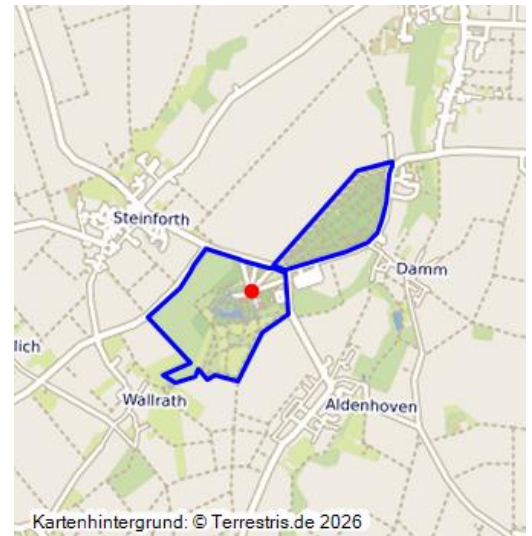 Steinforth
Damm
lich
Wallrath
Aldenhoven
Kartenhintergrund: © Terrestris.de 2026